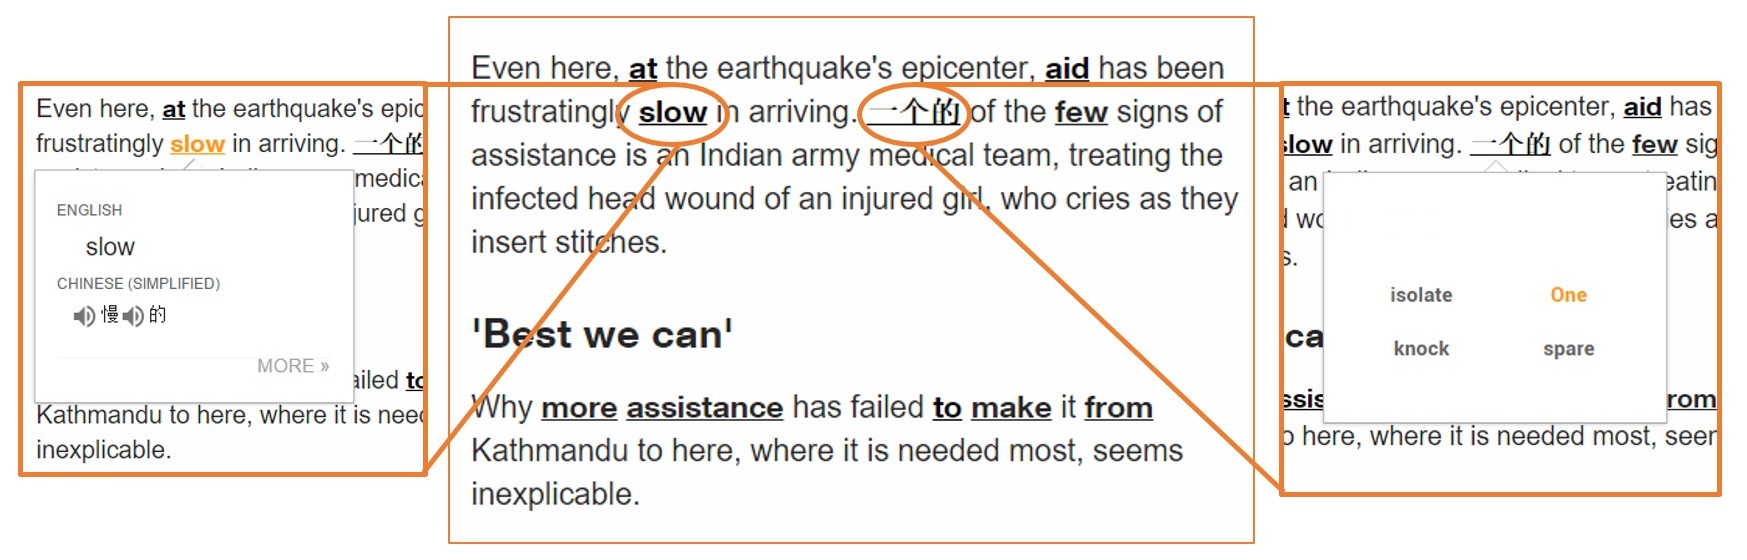 Even here, at the earthquake's epic
frustratingly slow in arriving. 一个的
medica
jured g
ENGLISH
slow
CHINESE (SIMPLIFIED)
慢 的
MORE »
ailed to
Kathmandu to here, where it is need
inexplicable.
Even here, at the earthquake's epicenter, aid has been
frustratingly slow in arriving. 一个的 of the few signs of
assistance is an Indian army medical team, treating the
infected head wound of an injured girl, who cries as they
insert stitches.
'Best we can'
Why more assistance has failed to make it from
Kathmandu to here, where it is needed most, seems
inexplicable.
t the earthquake's epicenter, aid has
slow in arriving. 一个的 of the few sig
an eatin
d wo ies a
s.
isolate One
ca
knock spare
ssis rom
o here, where it is needed most, seer